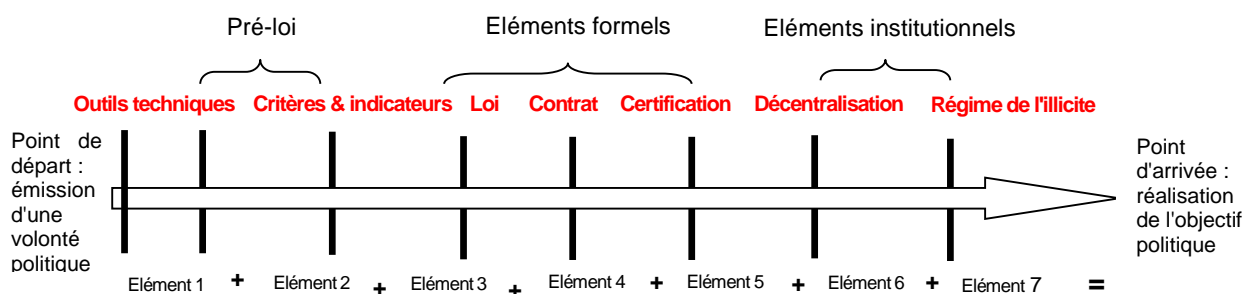 Pré-loi Eléments formels Eléments institutionnels
Outils techniques Critères & indicateurs Loi Contrat Certification Décentralisation Régime de l'illicite
Point de
départ :
émission
d'une
volonté
politique
Point
d'arrivée :
réalisation
de l'objectif
politique
Elément 1 + Elément 2 + Elément 3 + Elément 4 + Elément 5 + Elément 6 + Elément 7 =